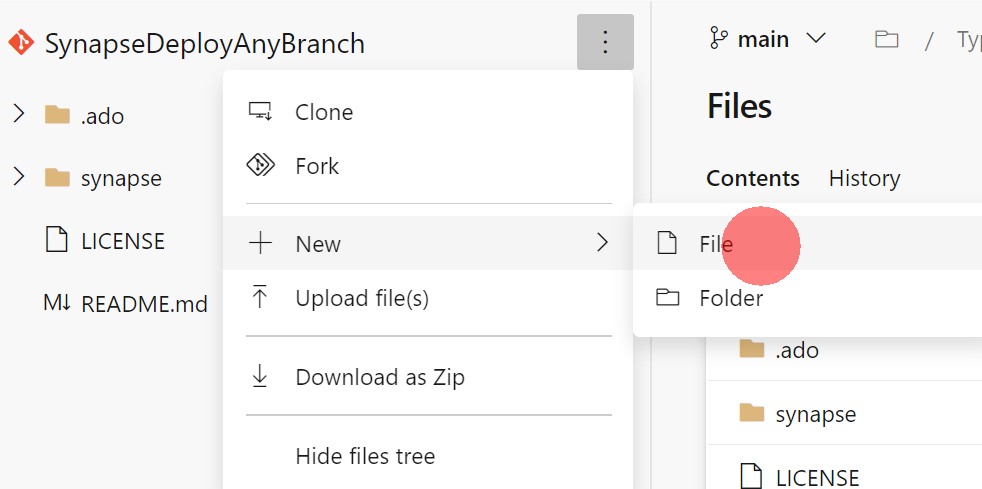 SynapseDeployAnyBranch
.ado
synapse
LICENSE
M↓ README.md
Clone
Fork
New
Upload file(s)
Download as Zip
Hide files tree
File
Folder
main
/
Files
Contents
History
.ado
synapse
LICENSE